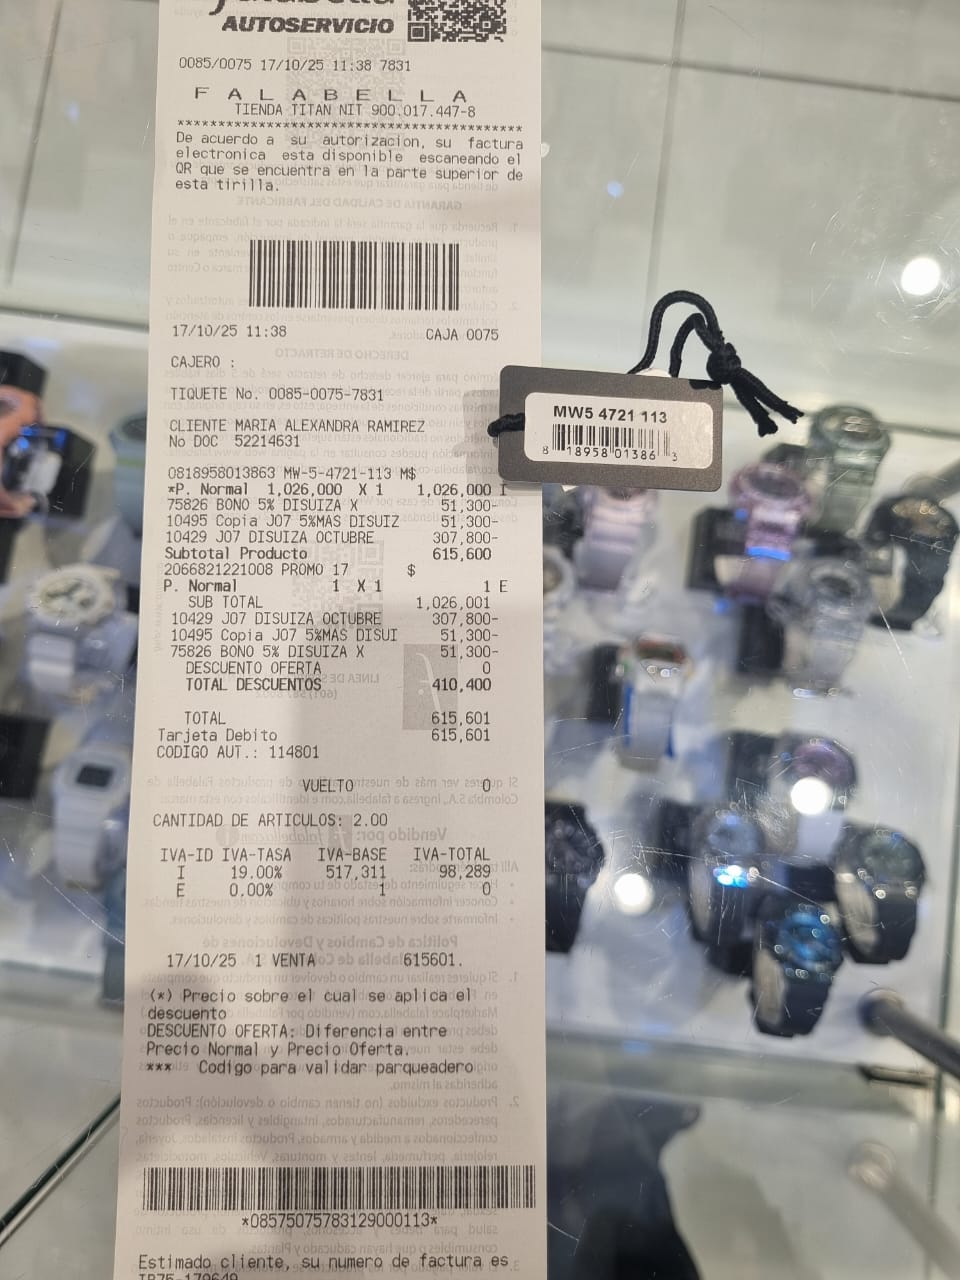 AUTOSERVICIO
0085/0075 17/10/25 11:38 7831
F A L A B E L L A
TIENDA TITAN NIT 900.017.447-8
****************************************
De acuerdo a su autorizacion, su factura
electronica esta disponible escaneando el
QR que se encuentra en la parte superior de
esta tirilla.
17/10/25 11:38 CAJA 0075
CAJERO :
TIQUETE No. 0085-0075-7831
CLIENTE MARIA ALEXANDRA RAMIREZ
No DOC 52214631
0818958013863 MW-5-4721-113 M$
*P. Normal 1,026,000 X 1 1,026,000 I
75826 BONO 5% DISUIZA X 51,300-
10495 Copia J07 5%MAS DISUIZ 51,300-
10429 J07 DISUIZA OCTUBRE 307,800-
Subtotal Producto 615,600
2066821221008 PROMO 17 $
P. Normal 1 X 1 1 E
SUB TOTAL 1,026,001
10429 J07 DISUIZA OCTUBRE 307,800-
10495 Copia J07 5%MAS DISUI 51,300-
75826 BONO 5% DISUIZA X 51,300-
DESCUENTO OFERTA 0
TOTAL DESCUENTOS 410,400
TOTAL 615,601
Tarjeta Debito 615,601
CODIGO AUT.: 114801
VUELTO 0
CANTIDAD DE ARTICULOS: 2.00
IVA-ID IVA-TASA IVA-BASE IVA-TOTAL
I 19.00% 517,311 98,289
E 0.00% 1 0
17/10/25 1 VENTA 615601.
(*) Precio sobre el cual se aplica el
descuento
DESCUENTO OFERTA: Diferencia entre
Precio Normal y Precio Oferta.
*** Codigo para validar parqueadero
*08575075783129000113*
Estimado cliente, su numero de factura es
MW5 4721 113
8 18958 01386 3